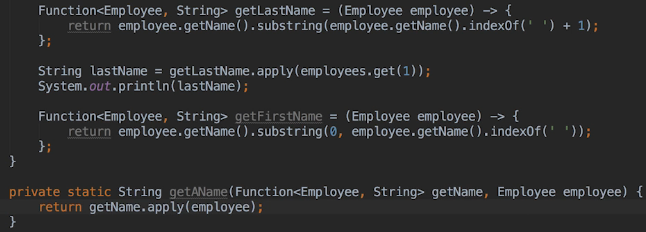 Function<Employee, String> getLastName = (Employee employee) -> {
    return employee.getName().substring(employee.getName().indexOf(' ') + 1);
};

String lastName = getLastName.apply(employees.get(1));
System.out.println(lastName);

Function<Employee, String> getFirstName = (Employee employee) -> {
    return employee.getName().substring(0, employee.getName().indexOf(' '));
};
}

private static String getAName(Function<Employee, String> getName, Employee employee) {
    return getName.apply(employee);
}